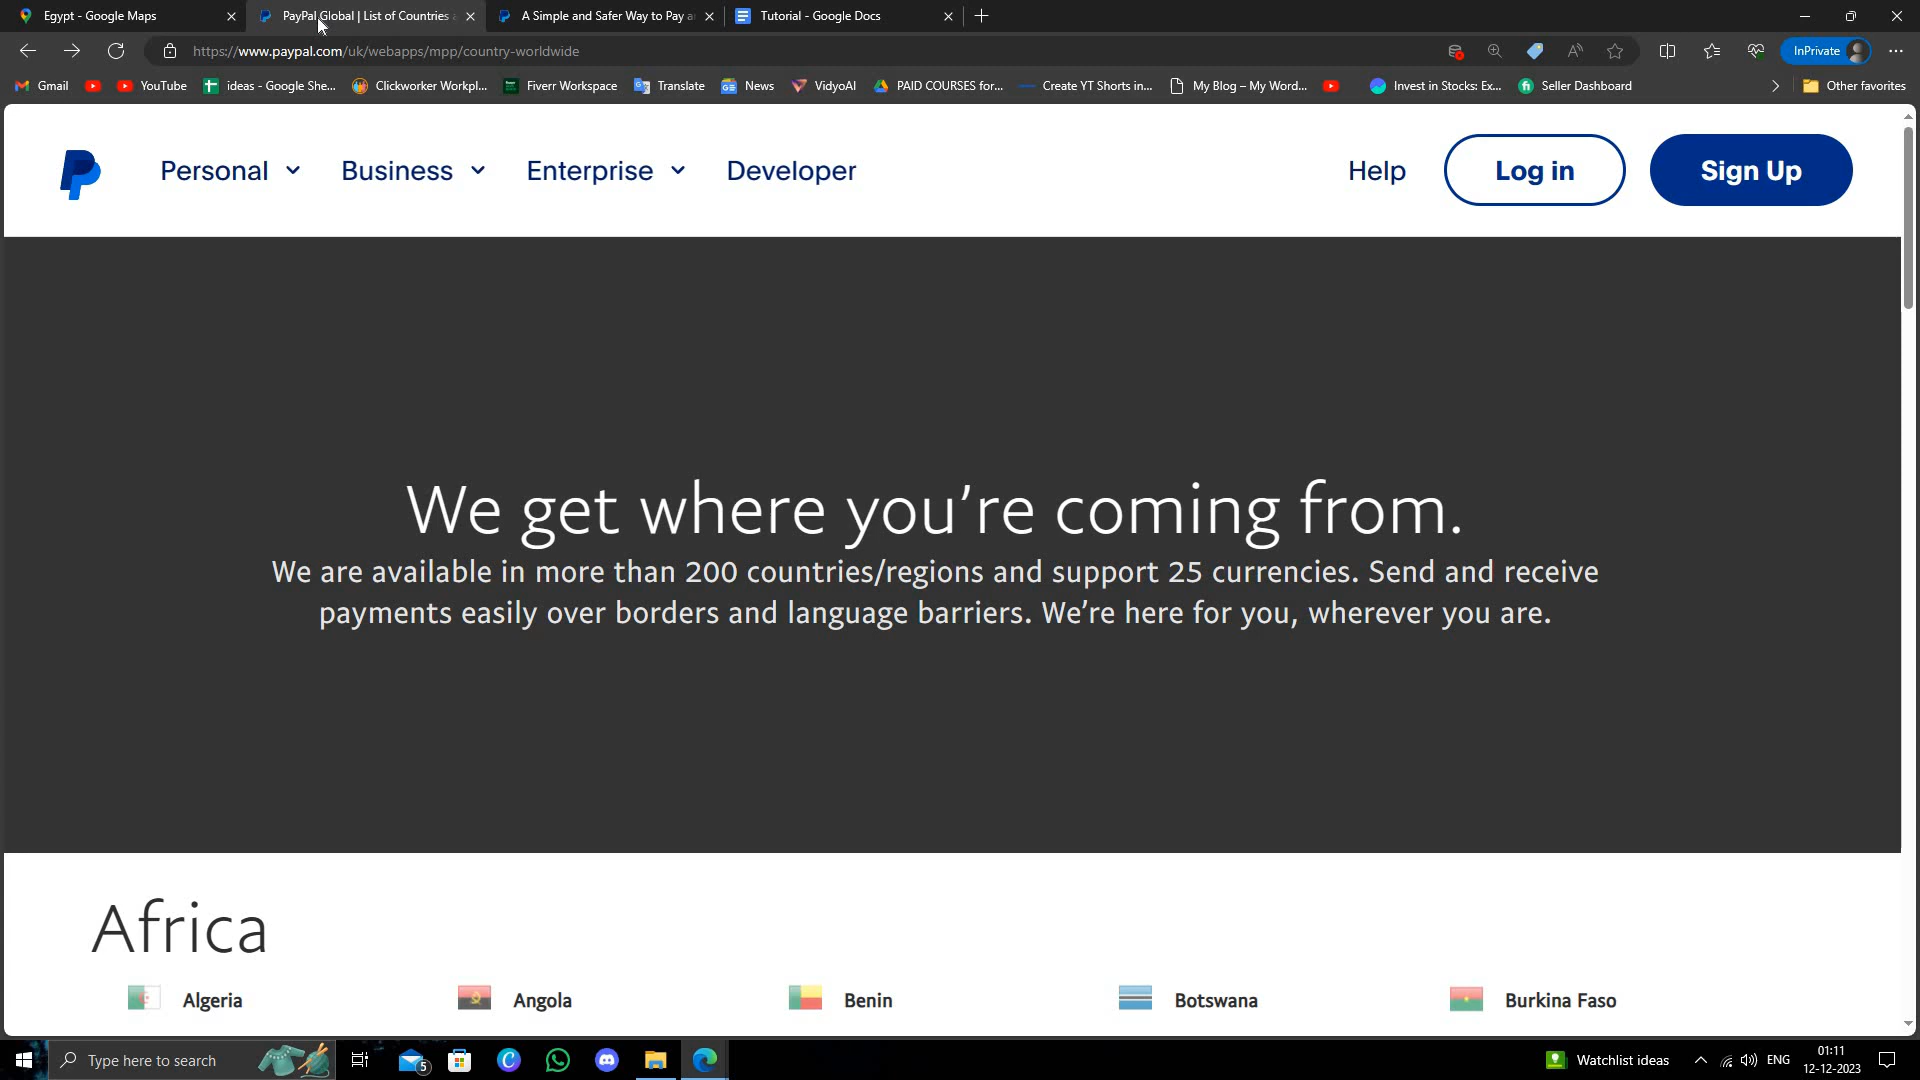 Egypt - Google Maps
PayPal Global | List of Countries
A Simple and Safer Way to Pay
Tutorial - Google Docs
https://www.paypal.com/uk/webapps/mpp/country-worldwide
InPrivate
Gmail
YouTube
ideas - Google She...
Clickworker Workpl...
Fiverr Workspace
Translate
News
VidyoAI
PAID COURSES for...
Create YT Shorts in...
My Blog – My Word...
Invest in Stocks: Ex...
Seller Dashboard
Other favorites
Personal
Business
Enterprise
Developer
Help
Log in
Sign Up
We get where you’re coming from.
We are available in more than 200 countries/regions and support 25 currencies. Send and receive
payments easily over borders and language barriers. We’re here for you, wherever you are.
Africa
Algeria
Angola
Benin
Botswana
Burkina Faso
Type here to search
5
Watchlist ideas
ENG
01:11
12-12-2023